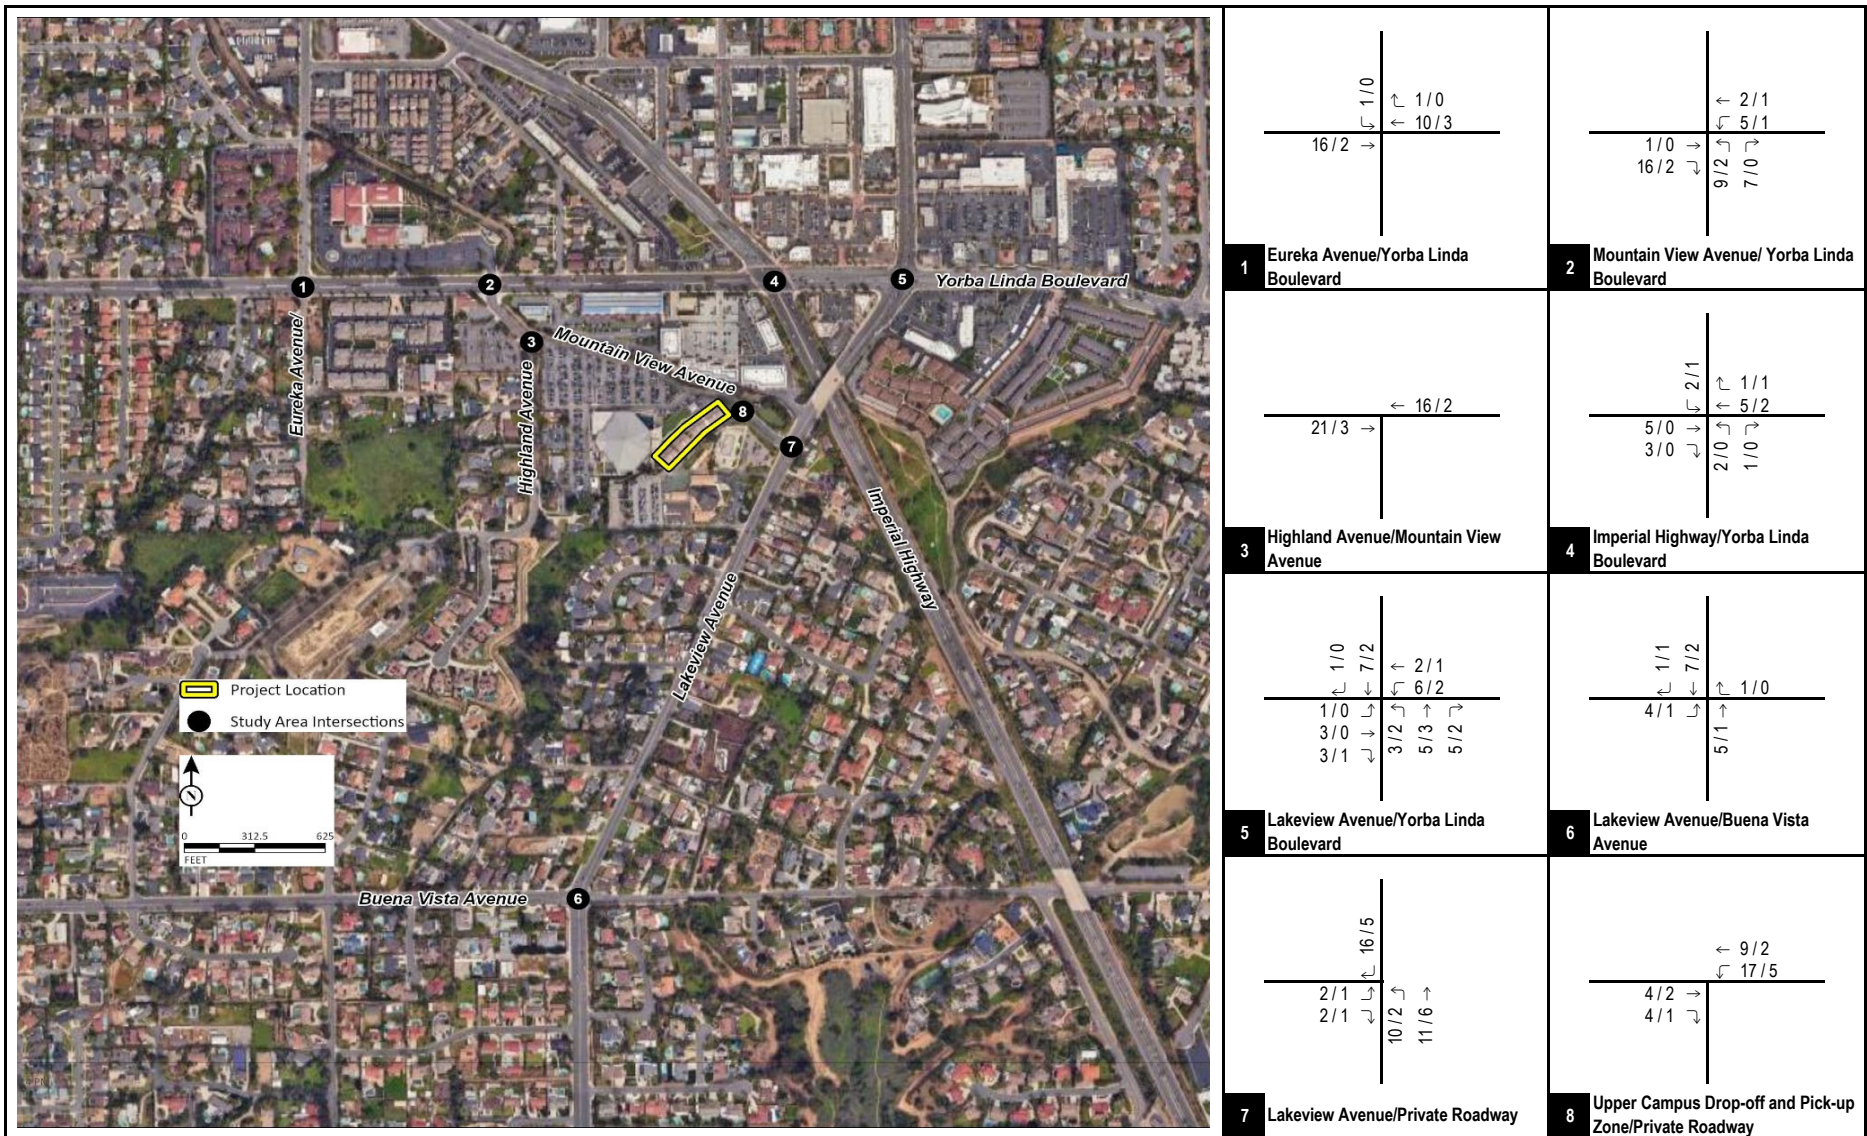 1
2
3
4
5
6
7
8
Yorba Linda Boulevard
Eureka Avenue/
Mountain View Avenue
Highland Avenue
Imperial Highway
Lakeview Avenue
Buena Vista Avenue
Project Location
Study Area Intersections
0 312.5 625
FEET
1 / 0
1 / 0
10 / 3
16 / 2
1 Eureka Avenue/Yorba Linda
Boulevard
2 / 1
5 / 1
1 / 0
16 / 2
9 / 2
7 / 0
2 Mountain View Avenue/ Yorba Linda
Boulevard
16 / 2
21 / 3
3 Highland Avenue/Mountain View
Avenue
2 / 1
1 / 1
5 / 2
5 / 0
3 / 0
2 / 0
1 / 0
4 Imperial Highway/Yorba Linda
Boulevard
1 / 0
7 / 2
2 / 1
6 / 2
1 / 0
3 / 0
3 / 1
3 / 2
5 / 3
5 / 2
5 Lakeview Avenue/Yorba Linda
Boulevard
1 / 1
7 / 2
1 / 0
4 / 1
5 / 1
6 Lakeview Avenue/Buena Vista
Avenue
16 / 5
2 / 1
2 / 1
10 / 2
11 / 6
7 Lakeview Avenue/Private Roadway
9 / 2
17 / 5
4 / 2
4 / 1
8 Upper Campus Drop-off and Pick-up
Zone/Private Roadway